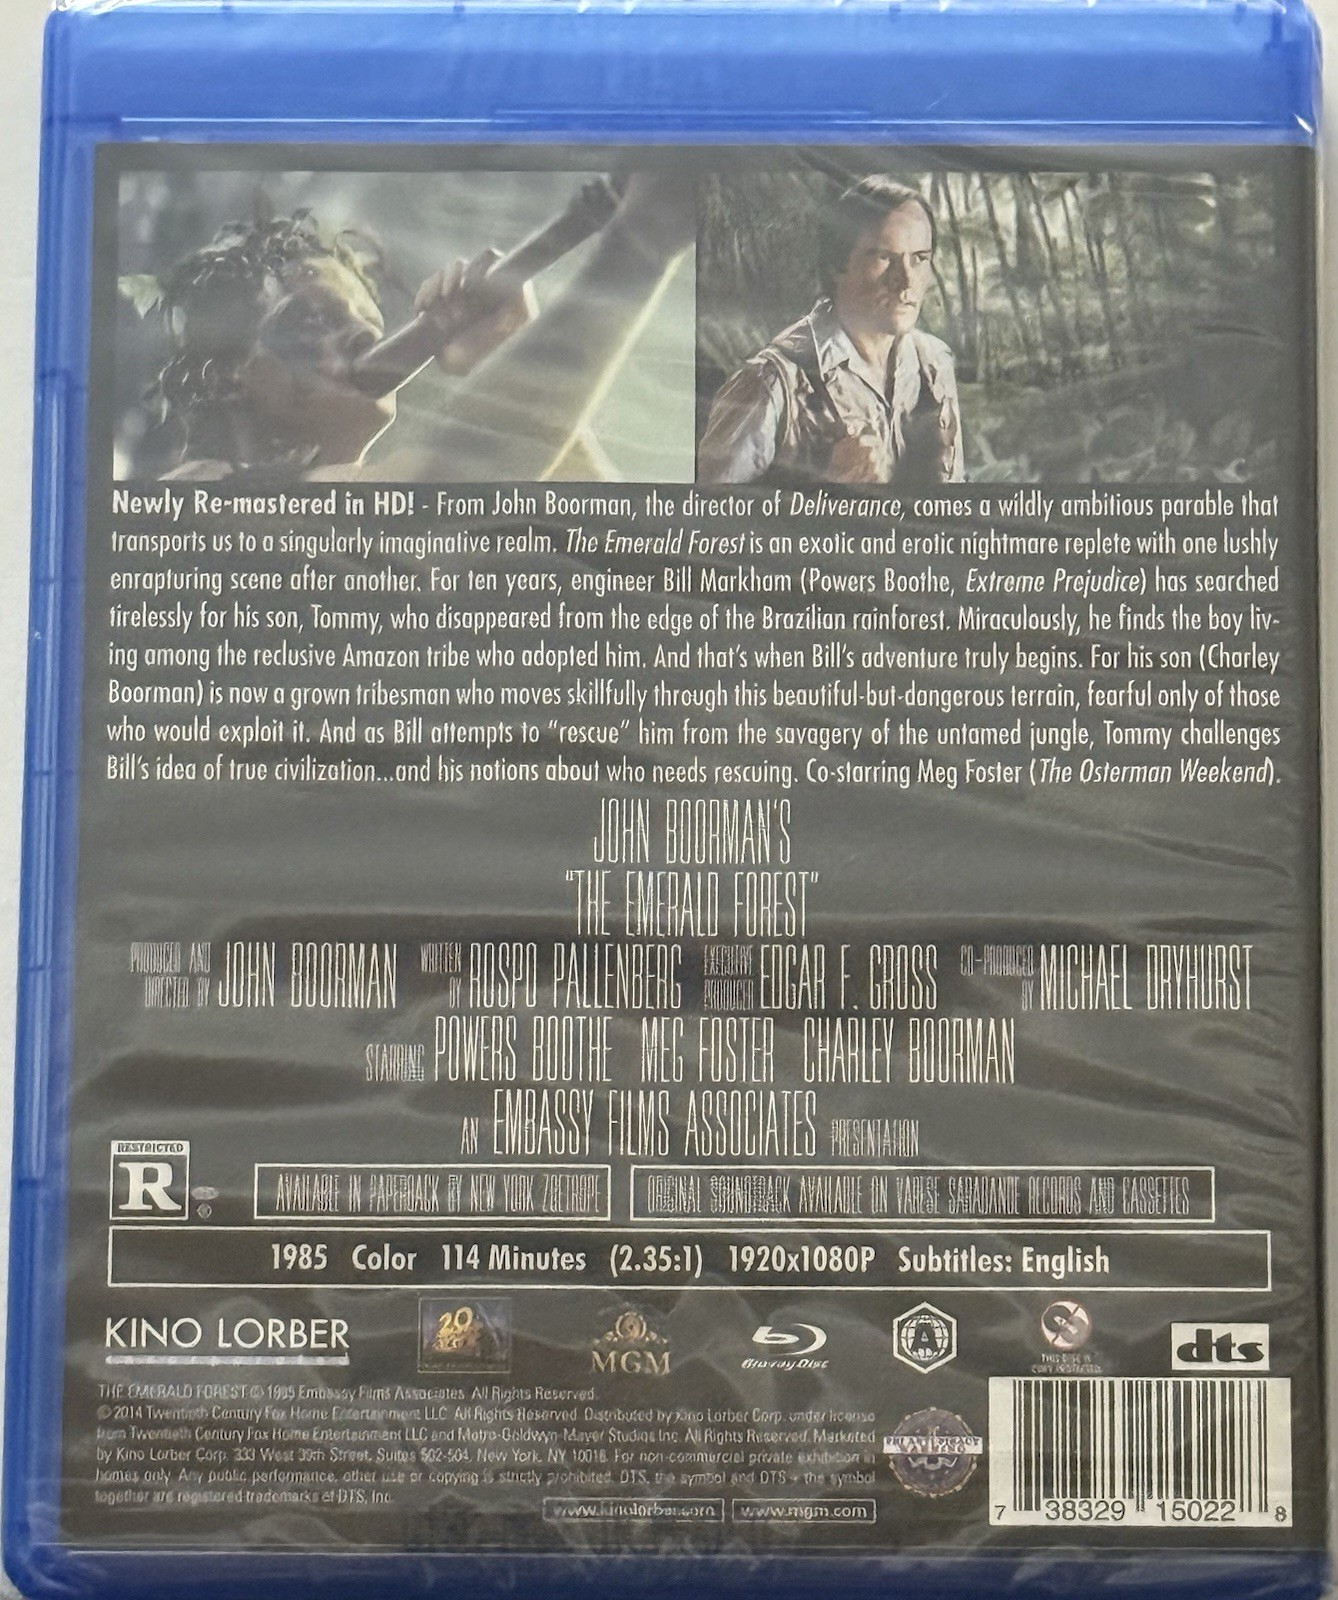 Newly Re-mastered in HD! - From John Boorman, the director of Deliverance, comes a wildly ambitious parable that
transports us to a singularly imaginative realm. The Emerald Forest is an exotic and erotic nightmare replete with one lushly
enrapturing scene after another. For ten years, engineer Bill Markham (Powers Boothe, Extreme Prejudice) has searched
tirelessly for his son, Tommy, who disappeared from the edge of the Brazilian rainforest. Miraculously, he finds the boy liv-
ing among the reclusive Amazon tribe who adopted him. And that's when Bill's adventure truly begins. For his son (Charley
Boorman) is now a grown tribesman who moves skillfully through this beautiful-but-dangerous terrain, fearful only of those
who would exploit it. And as Bill attempts to "rescue" him from the savagery of the untamed jungle, Tommy challenges
Bill's idea of true civilization...and his notions about who needs rescuing. Co-starring Meg Foster (The Osterman Weekend).
JOHN BOORMAN'S
"THE EMERALD FOREST"
PRODUCED AND DIRECTED BY JOHN BOORMAN WRITTEN BY ROSPO PALLENBERG EXECUTIVE PRODUCER EDGAR F. GROSS CO-PRODUCED BY MICHAEL DRYHURST
STARRING POWERS BOOTHE MEG FOSTER CHARLEY BOORMAN
AN EMBASSY FILMS ASSOCIATES PRESENTATION
RESTRICTED
R
AVAILABLE IN PAPERBACK BY NEW YORK ZOETROPE
ORIGINAL SOUNDTRACK AVAILABLE ON VARESE SARABANDE RECORDS AND CASSETTES
1985 Color 114 Minutes (2.35:1) 1920x1080P Subtitles: English
KINO LORBER
20
MGM
Blu-ray Disc
A
THIS DISC IS
COPY PROTECTED.
dts
THE EMERALD FOREST © 1985 Embassy Films Associates. All Rights Reserved.
© 2014 Twentieth Century Fox Home Entertainment LLC. All Rights Reserved. Distributed by Kino Lorber Corp. under license
from Twentieth Century Fox Home Entertainment LLC and Metro-Goldwyn-Mayer Studios Inc. All Rights Reserved. Marketed
by Kino Lorber Corp. 333 West 39th Street, Suites 502-504, New York, NY 10018. For non-commercial private exhibition in
homes only. Any public performance, other use or copying is strictly prohibited. DTS, the symbol and DTS + the symbol
together are registered trademarks of DTS, Inc.
www.kinolorber.com
www.mgm.com
7 38329 15022 8